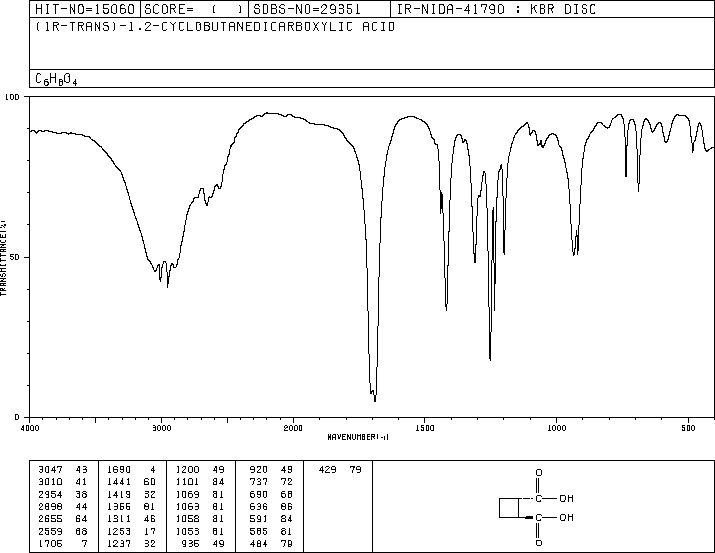 HIT-NO=15060 SCORE= ( ) SDBS-NO=29351 IR-NIDA-41790 : KBR DISC
(1R-TRANS)-1,2-CYCLOBUTANEDICARBOXYLIC ACID
C6H8O4
100
50
0
TRANSMITTANCE(%)
4000 3000 2000 1500 1000 500
WAVENUMBER(-1)
3047 43 1690 4 1200 49 920 49 429 79
3010 41 1441 60 1101 84 737 72
2954 38 1419 32 1069 81 690 68
2898 44 1366 81 1063 81 636 86
2655 64 1311 46 1058 81 591 84
2559 68 1253 17 1053 81 585 81
1706 7 1237 32 936 49 484 79
O
C OH
C OH
O